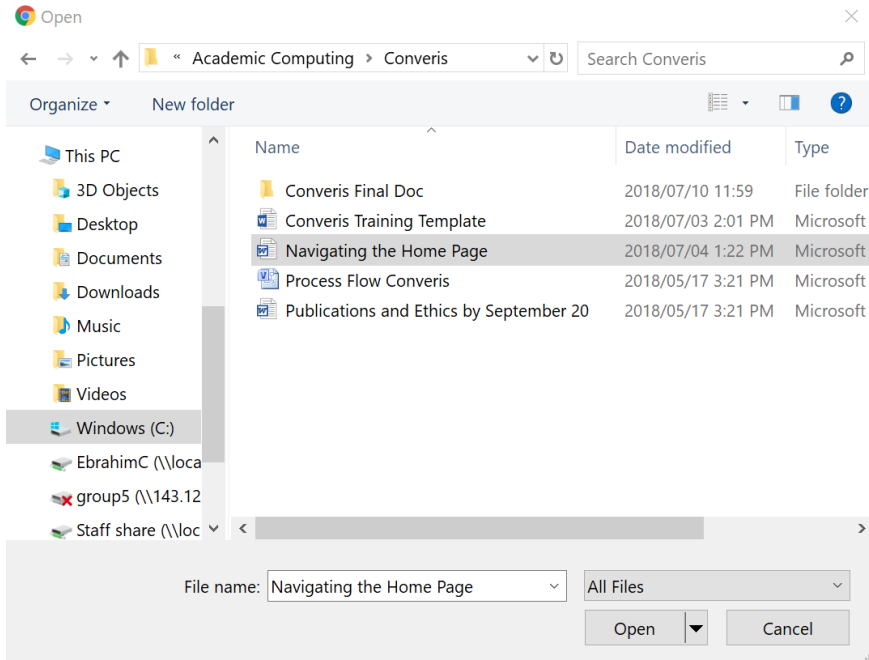 Open
« Academic Computing > Converis
Search Converis
Organize
New folder
?
Name
Date modified
Type
This PC
3D Objects
Desktop
Documents
Downloads
Music
Pictures
Videos
Windows (C:)
EbrahimC (\\loca
group5 (\\143.12
Staff share (\\loc
Converis Final Doc 2018/07/10 11:59 File folder
Converis Training Template 2018/07/03 2:01 PM Microsoft
Navigating the Home Page 2018/07/04 1:22 PM Microsoft
Process Flow Converis 2018/05/17 3:21 PM Microsoft
Publications and Ethics by September 20 2018/05/17 3:21 PM Microsoft
File name: Navigating the Home Page
All Files
Open
Cancel